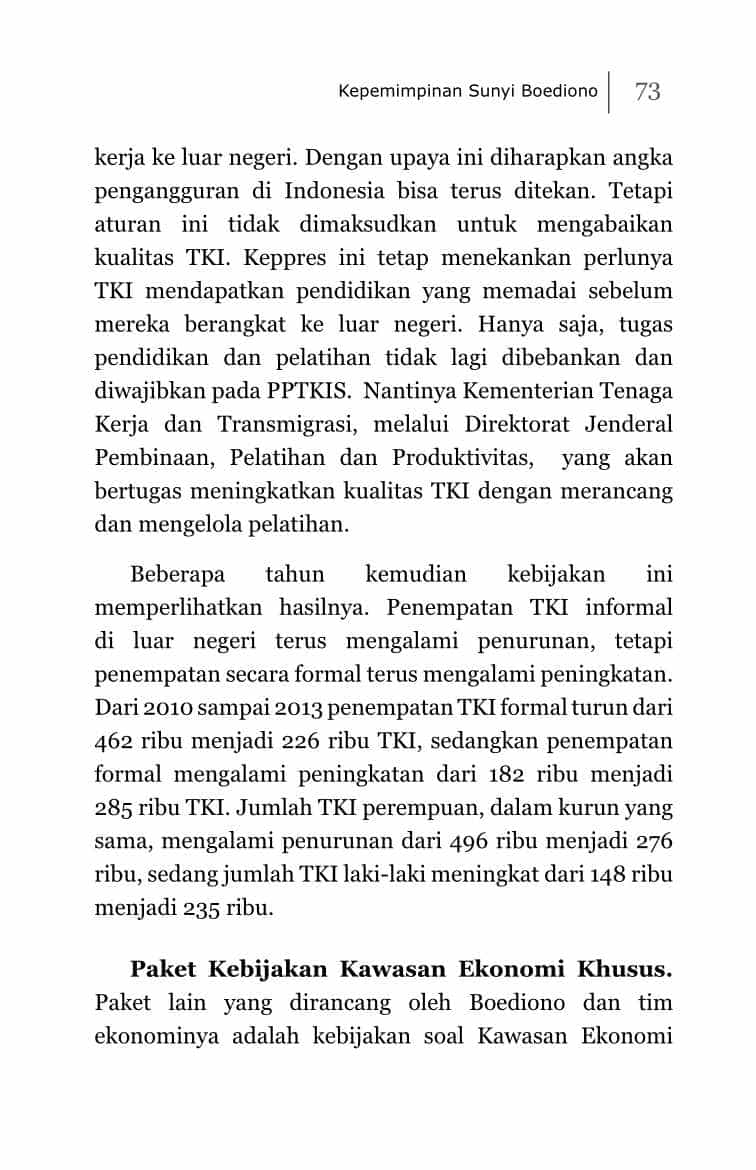 Kepemimpinan Sunyi Boediono 73
kerja ke luar negeri. Dengan upaya ini diharapkan angka
pengangguran di Indonesia bisa terus ditekan. Tetapi
aturan ini tidak dimaksudkan untuk mengabaikan
kualitas TKI. Keppres ini tetap menekankan perlunya
TKI mendapatkan pendidikan yang memadai sebelum
mereka berangkat ke luar negeri. Hanya saja, tugas
pendidikan dan pelatihan tidak lagi dibebankan dan
diwajibkan pada PPTKIS.  Nantinya Kementerian Tenaga
Kerja dan Transmigrasi, melalui Direktorat Jenderal
Pembinaan, Pelatihan dan Produktivitas,  yang akan
bertugas meningkatkan kualitas TKI dengan merancang
dan mengelola pelatihan.
Beberapa tahun kemudian kebijakan ini
memperlihatkan hasilnya. Penempatan TKI informal
di luar negeri terus mengalami penurunan, tetapi
penempatan secara formal terus mengalami peningkatan.
Dari 2010 sampai 2013 penempatan TKI formal turun dari
462 ribu menjadi 226 ribu TKI, sedangkan penempatan
formal mengalami peningkatan dari 182 ribu menjadi
285 ribu TKI. Jumlah TKI perempuan, dalam kurun yang
sama, mengalami penurunan dari 496 ribu menjadi 276
ribu, sedang jumlah TKI laki-laki meningkat dari 148 ribu
menjadi 235 ribu.
Paket Kebijakan Kawasan Ekonomi Khusus.
Paket lain yang dirancang oleh Boediono dan tim
ekonominya adalah kebijakan soal Kawasan Ekonomi